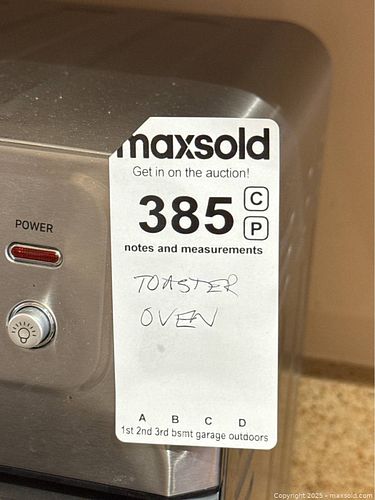 maxsold
Get in on the auction!
385 C
P
notes and measurements
POWER
TOASTER
OVEN
A B C D
1st 2nd 3rd bsmt garage outdoors
Copyright 2025 - maxsold.com